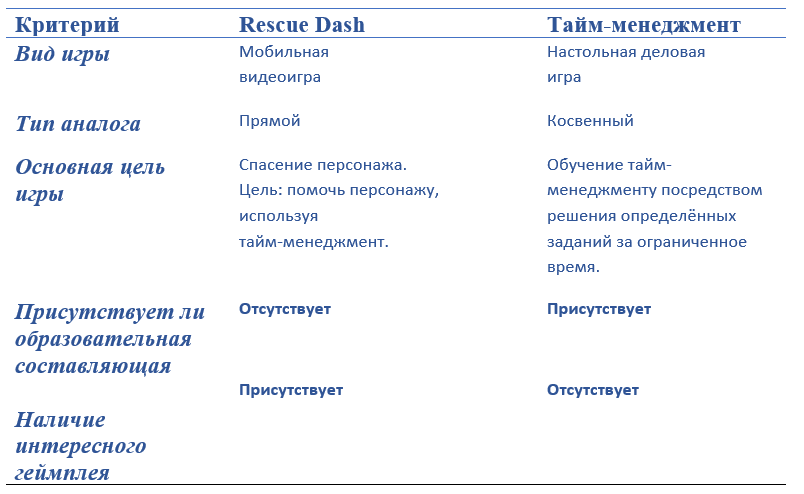 Критерий Rescue Dash Тайм-менеджмент
Вид игры Мобильная Настольная деловая
видеоигра игра
Тип аналога Прямой Косвенный
Основная цель Спасение персонажа. Обучение тайм-
игры Цель: помочь персонажу, менеджменту посредством
используя решения определённых
тайм-менеджмент. заданий за ограниченное
время.
Присутствует ли Отсутствует Присутствует
образовательная
составляющая
Присутствует Отсутствует
Наличие
интересного
геймплея